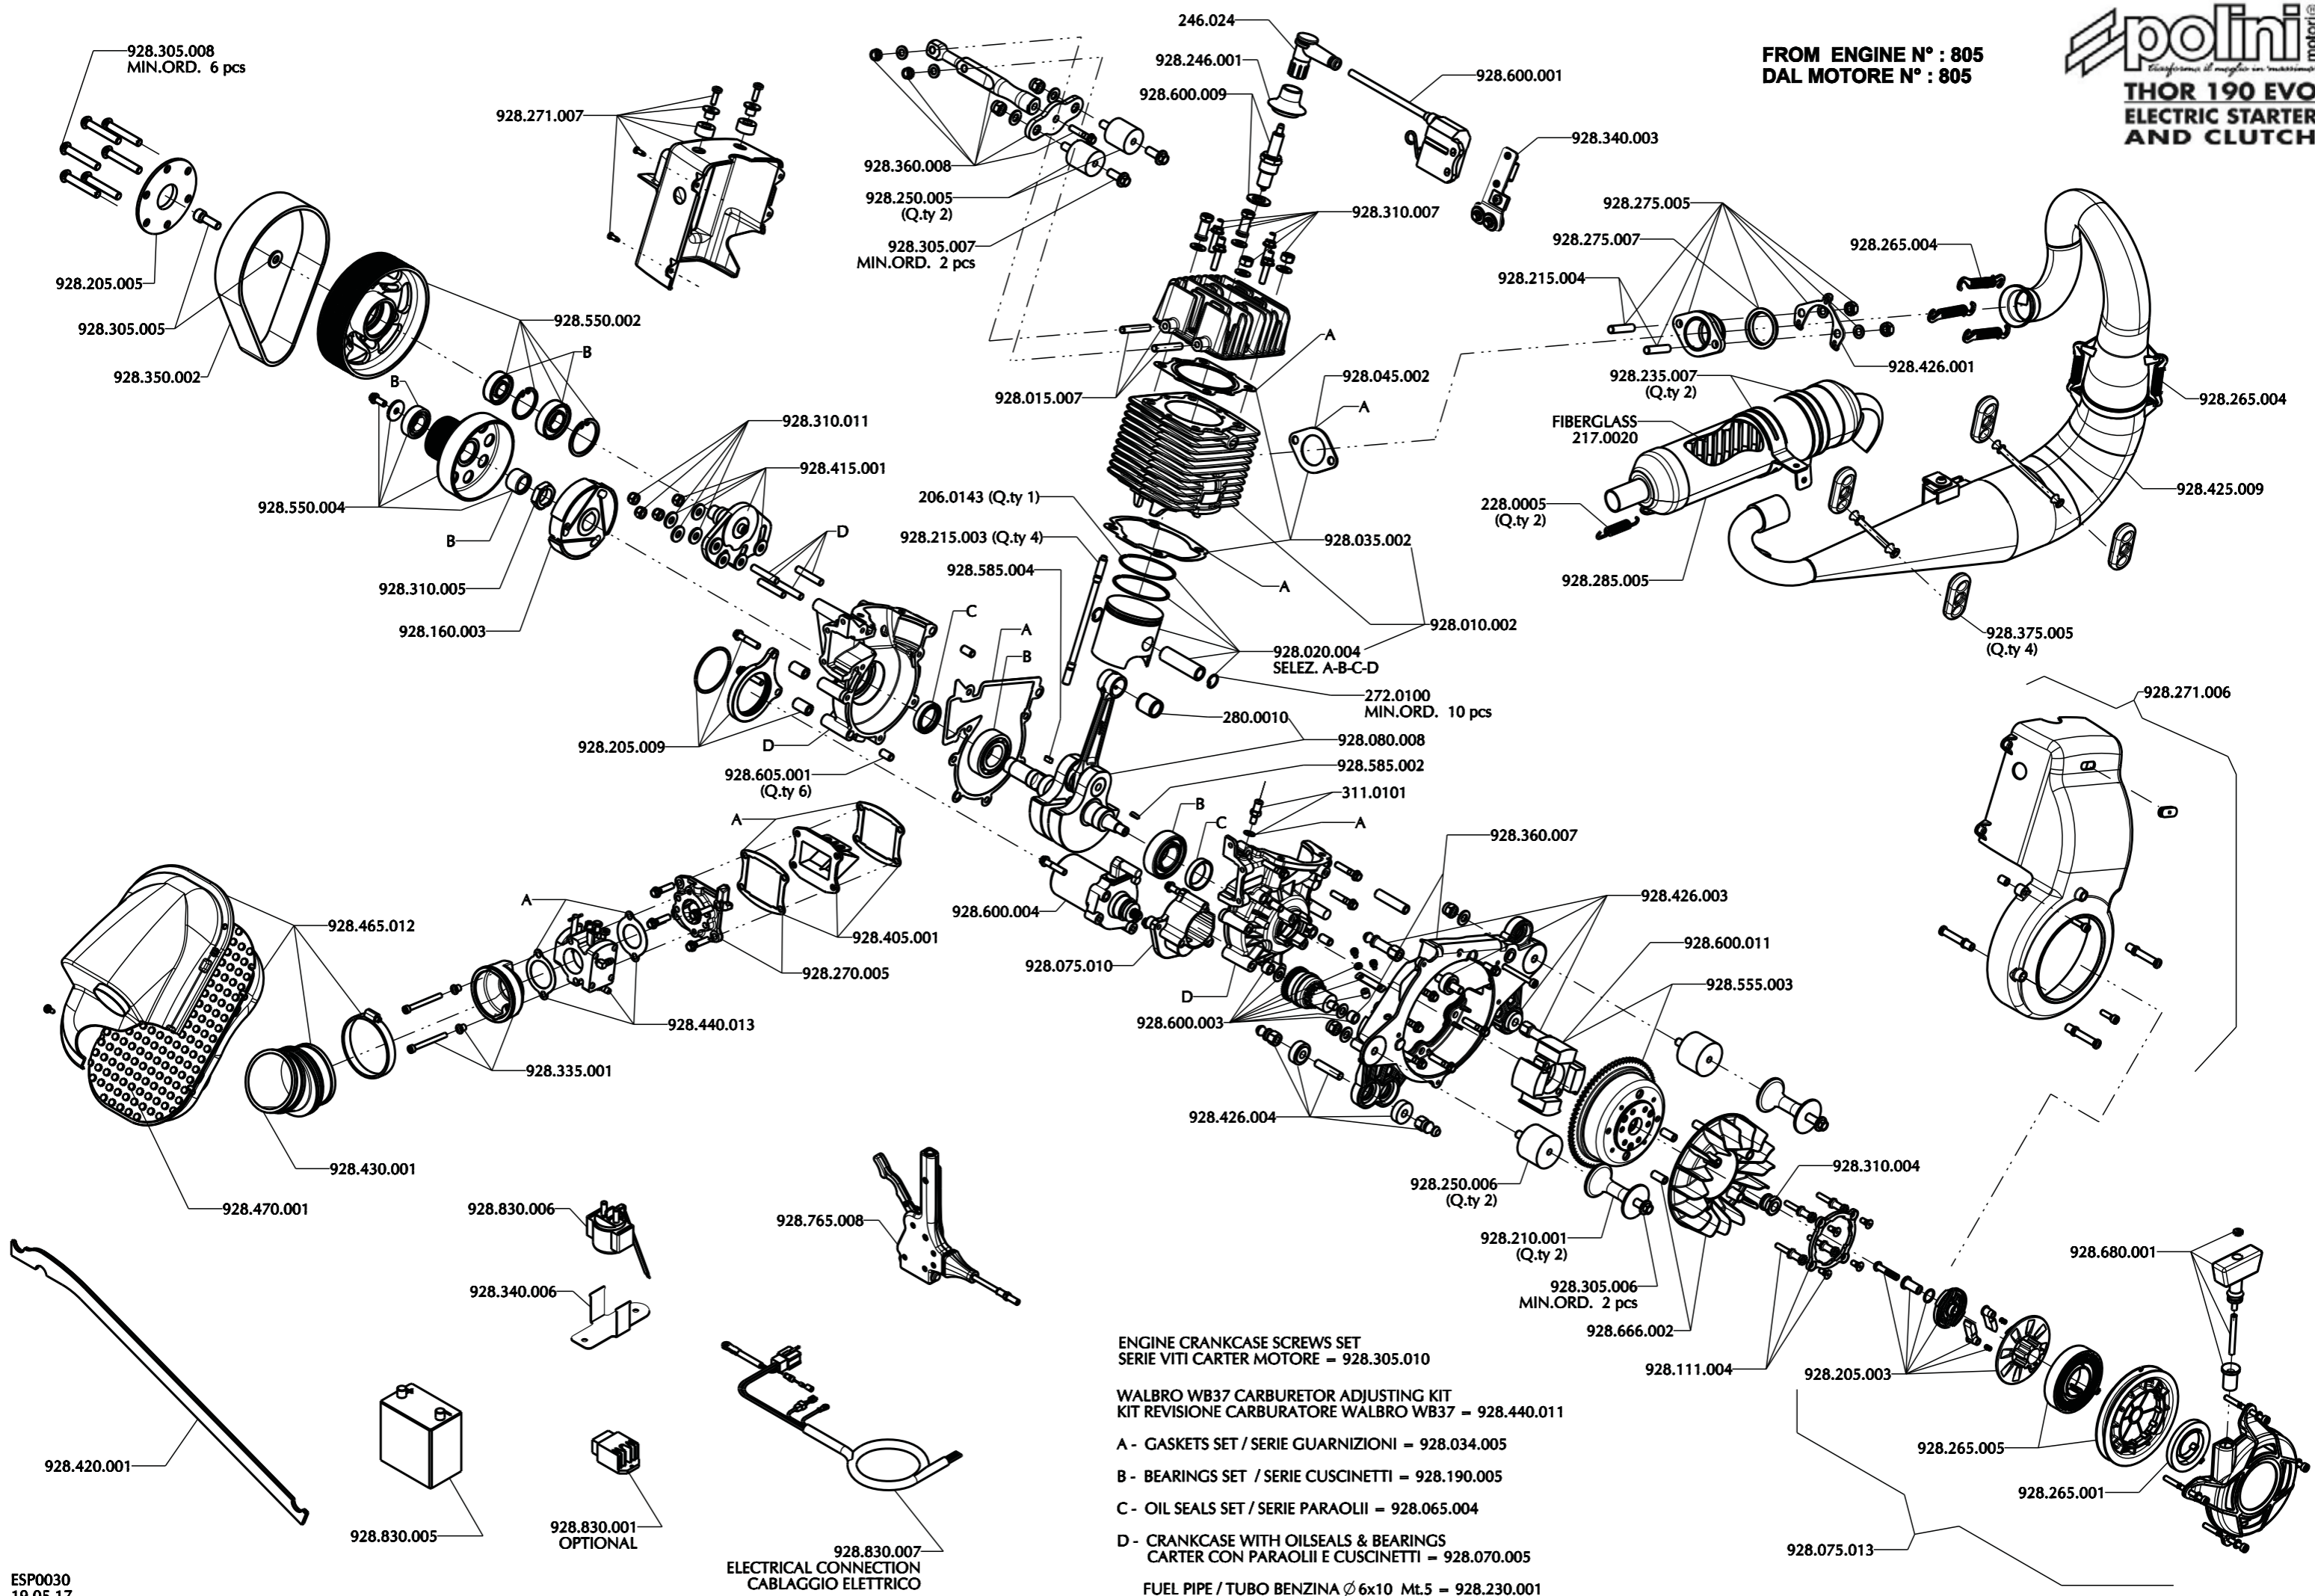 928.305.008
MIN.ORD. 6 pcs
928.271.007
928.205.005
928.305.005
928.350.002
928.550.002
B
B
928.550.004
B
928.310.005
928.160.003
928.310.011
928.415.001
D
246.024
928.246.001
928.600.009
928.600.001
928.340.003
928.360.008
928.250.005
(Q.ty 2)
928.305.007
MIN.ORD. 2 pcs
928.310.007
FROM ENGINE N° : 805
DAL MOTORE N° : 805
polini
motori®
THOR 190 EVO
ELECTRIC STARTER
AND CLUTCH
928.275.005
928.275.007
928.215.004
928.265.004
928.426.001
928.265.004
928.235.007
(Q.ty 2)
FIBERGLASS
217.0020
228.0005
(Q.ty 2)
928.285.005
928.425.009
928.375.005
(Q.ty 4)
928.015.007
A
928.045.002
A
206.0143 (Q.ty 1)
928.215.003 (Q.ty 4)
928.585.004
928.035.002
A
928.010.002
928.020.004
SELEZ. A-B-C-D
272.0100
MIN.ORD. 10 pcs
280.0010
928.080.008
928.585.002
311.0101
A
C
A
B
928.205.009
D
928.605.001
(Q.ty 6)
B
C
928.271.006
928.360.007
928.426.003
928.600.011
928.555.003
928.600.004
928.075.010
D
928.600.003
928.426.004
A
A
928.405.001
928.270.005
928.465.012
928.440.013
928.335.001
928.430.001
928.470.001
928.250.006
(Q.ty 2)
928.210.001
(Q.ty 2)
928.305.006
MIN.ORD. 2 pcs
928.666.002
928.310.004
928.111.004
928.205.003
928.680.001
928.265.005
928.265.001
928.075.013
928.830.006
928.340.006
928.765.008
928.420.001
928.830.005
928.830.001
OPTIONAL
928.830.007
ELECTRICAL CONNECTION
CABLAGGIO ELETTRICO
ENGINE CRANKCASE SCREWS SET
SERIE VITI CARTER MOTORE = 928.305.010
WALBRO WB37 CARBURETOR ADJUSTING KIT
KIT REVISIONE CARBURATORE WALBRO WB37 = 928.440.011
A - GASKETS SET / SERIE GUARNIZIONI = 928.034.005
B - BEARINGS SET / SERIE CUSCINETTI = 928.190.005
C - OIL SEALS SET / SERIE PARAOLII = 928.065.004
D - CRANKCASE WITH OILSEALS & BEARINGS
CARTER CON PARAOLII E CUSCINETTI = 928.070.005
FUEL PIPE / TUBO BENZINA Ø 6x10 Mt.5 = 928.230.001
ESP0030
19.05.17